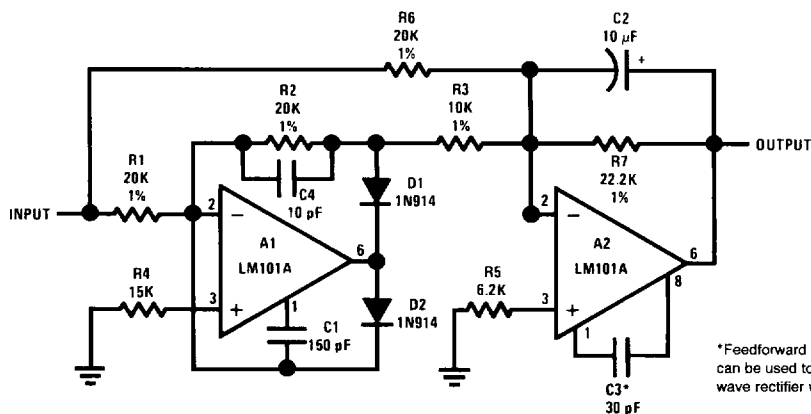 R6
20K
1%
C2
10 µF
+
R2
20K
1%
R3
10K
1%
R1
20K
1%
C4
10 pF
D1
1N914
R7
22.2K
1%
OUTPUT
INPUT
2
−
A1
LM101A
6
2
−
A2
LM101A
6
8
R4
15K
3
+
1
D2
1N914
R5
6.2K
3
+
1
C1
150 pF
C3*
30 pF
*Feedforward
can be used to
wave rectifier